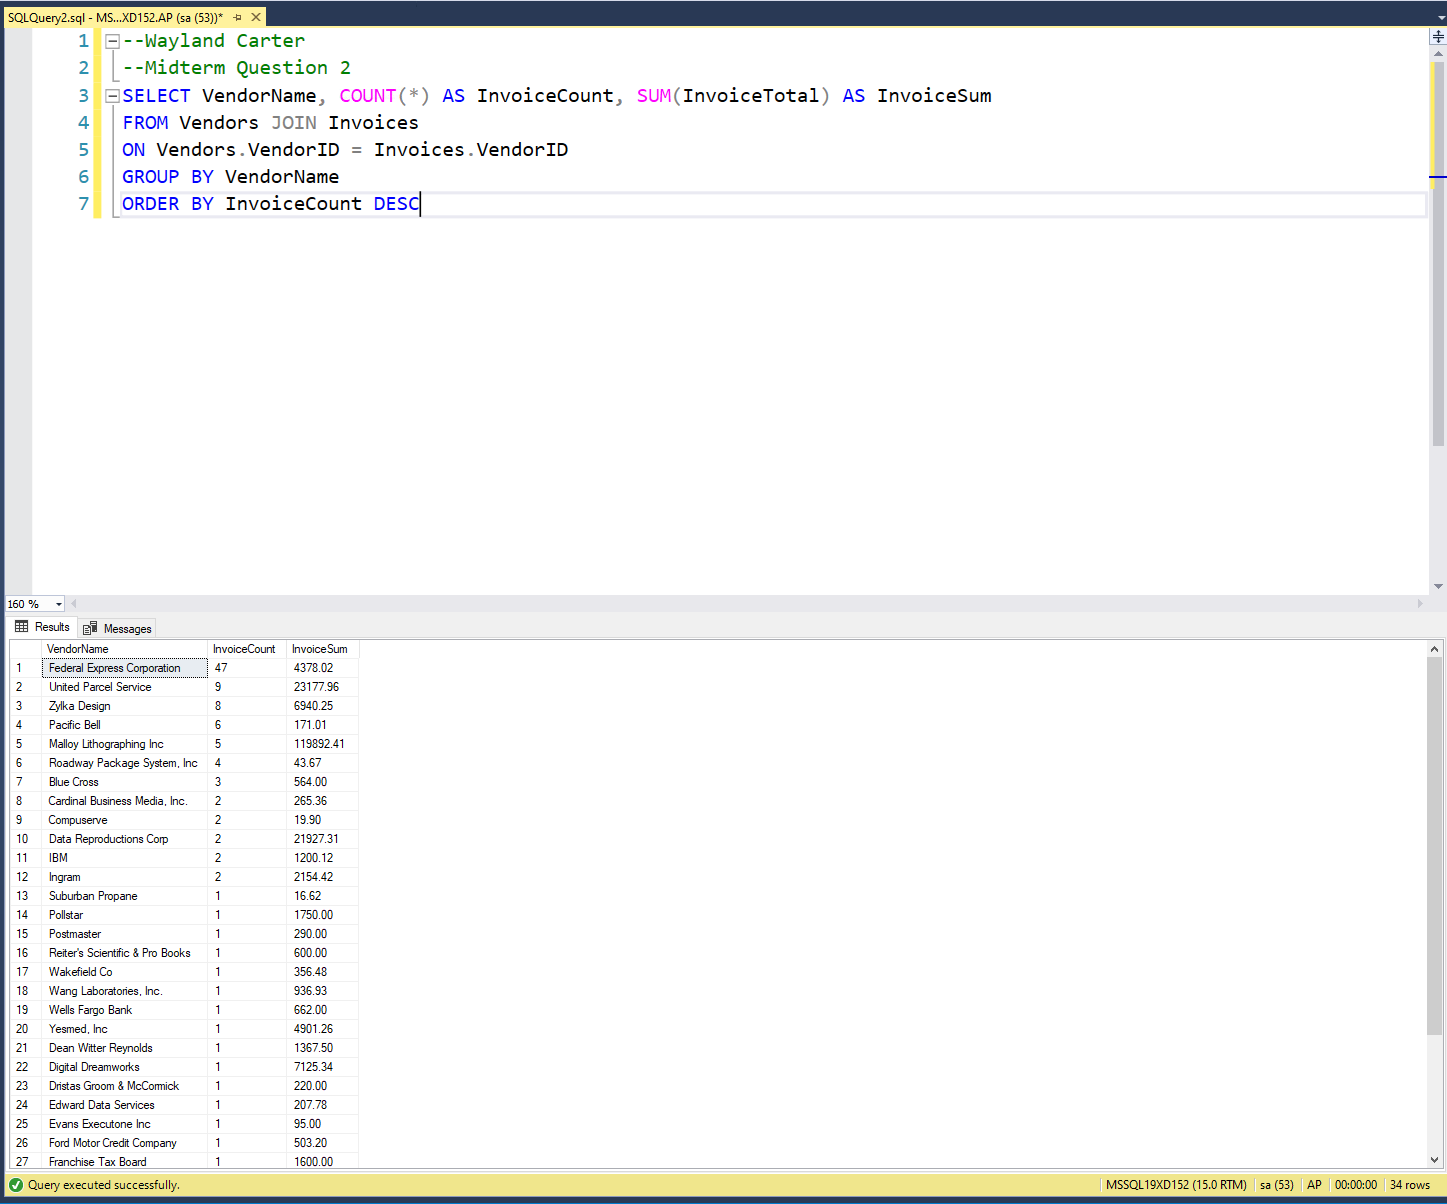 SQLQuery2.sql - MS...XD152.AP (sa (53))*
1 --Wayland Carter
2 --Midterm Question 2
3 SELECT VendorName, COUNT(*) AS InvoiceCount, SUM(InvoiceTotal) AS InvoiceSum
4 FROM Vendors JOIN Invoices
5 ON Vendors.VendorID = Invoices.VendorID
6 GROUP BY VendorName
7 ORDER BY InvoiceCount DESC
160 %
Results Messages
VendorName InvoiceCount InvoiceSum
1 Federal Express Corporation 47 4378.02
2 United Parcel Service 9 23177.96
3 Zylka Design 8 6940.25
4 Pacific Bell 6 171.01
5 Malloy Lithographing Inc 5 119892.41
6 Roadway Package System, Inc 4 43.67
7 Blue Cross 3 564.00
8 Cardinal Business Media, Inc. 2 265.36
9 Compuserve 2 19.90
10 Data Reproductions Corp 2 21927.31
11 IBM 2 1200.12
12 Ingram 2 2154.42
13 Suburban Propane 1 16.62
14 Pollstar 1 1750.00
15 Postmaster 1 290.00
16 Reiter's Scientific & Pro Books 1 600.00
17 Wakefield Co 1 356.48
18 Wang Laboratories, Inc. 1 936.93
19 Wells Fargo Bank 1 662.00
20 Yesmed, Inc 1 4901.26
21 Dean Witter Reynolds 1 1367.50
22 Digital Dreamworks 1 7125.34
23 Dristas Groom & McCormick 1 220.00
24 Edward Data Services 1 207.78
25 Evans Executone Inc 1 95.00
26 Ford Motor Credit Company 1 503.20
27 Franchise Tax Board 1 1600.00
Query executed successfully. MSSQL19XD152 (15.0 RTM) sa (53) AP 00:00:00 34 rows